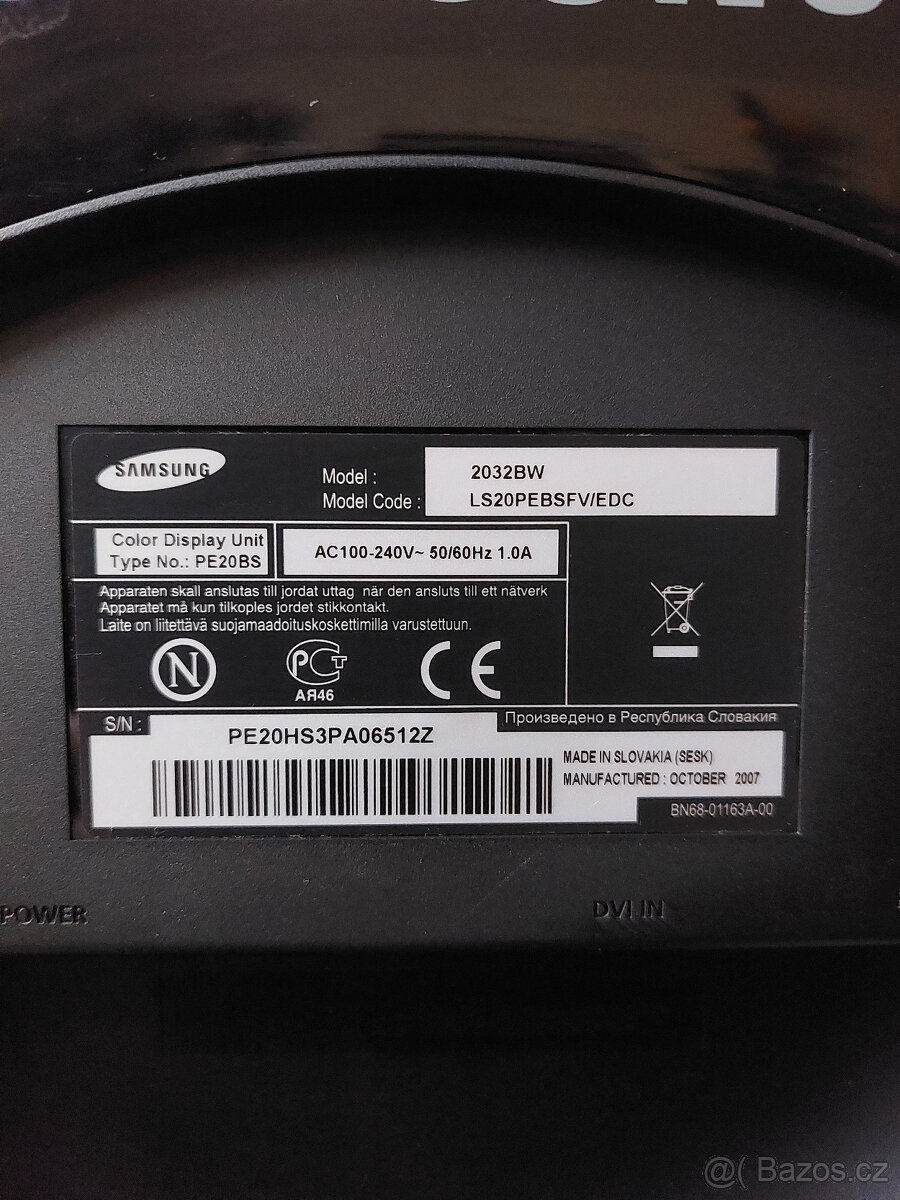 SAMSUNG
Model : 2032BW
Model Code : LS20PEBSFV/EDC
Color Display Unit
Type No.: PE20BS
AC100-240V~ 50/60Hz 1.0A
Apparaten skall anslutas till jordat uttag när den ansluts till ett nätverk
Apparatet må kun tilkoples jordet stikkontakt.
Laite on liitettävä suojamaadoituskoskettimilla varustettuun.
N
РСТ
АЯ46
CE
S/N :
PE20HS3PA06512Z
Произведено в Республика Словакия
MADE IN SLOVAKIA (SESK)
MANUFACTURED : OCTOBER 2007
BN68-01163A-00
POWER
DVI IN
@( Bazos.cz